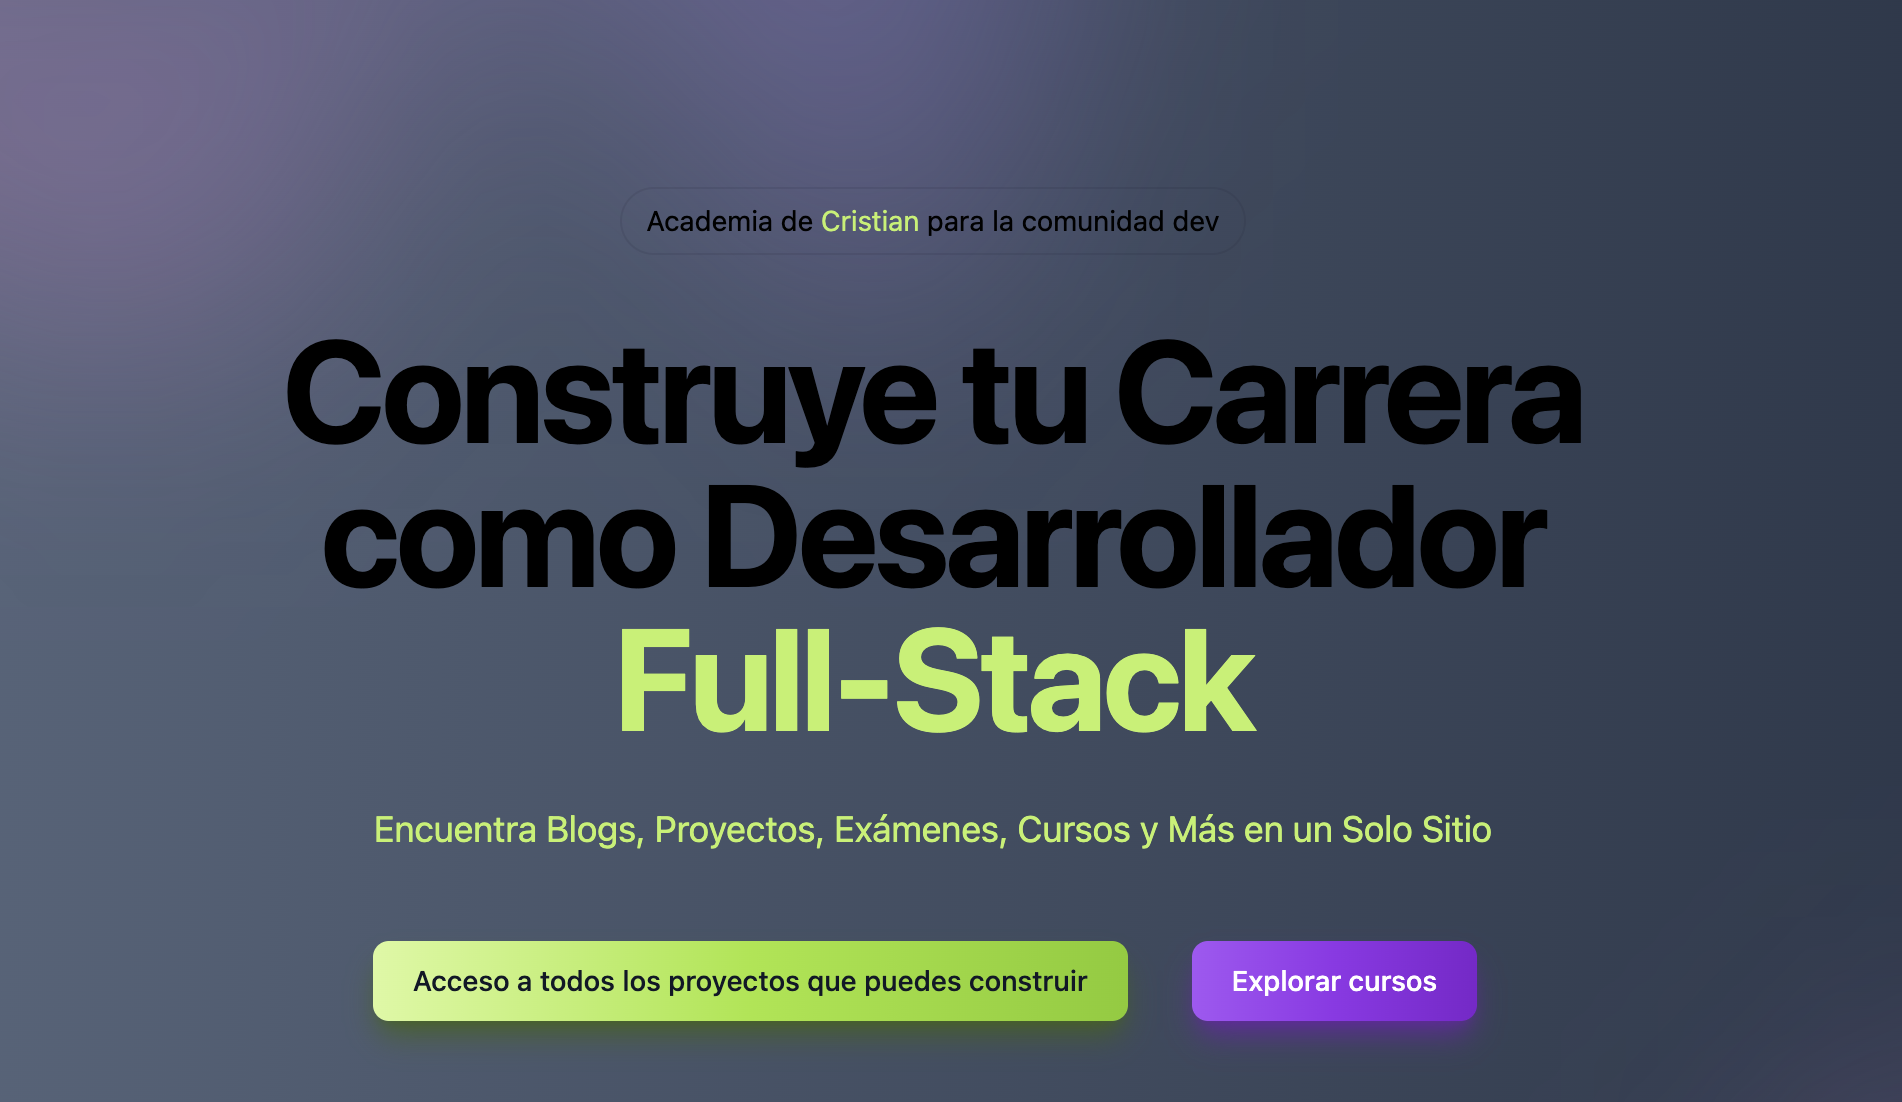 Academia de Cristian para la comunidad dev
Construye tu Carrera
como Desarrollador
Full-Stack
Encuentra Blogs, Proyectos, Exámenes, Cursos y Más en un Solo Sitio
Acceso a todos los proyectos que puedes construir
Explorar cursos